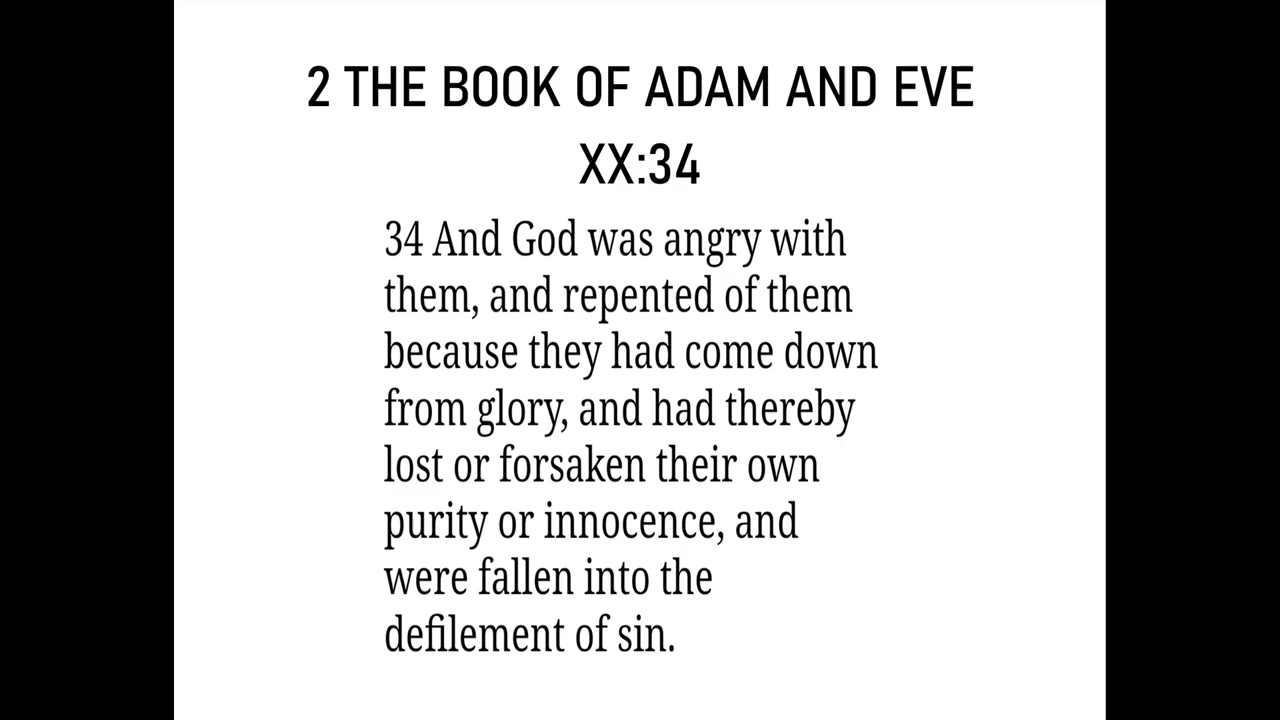 2 THE BOOK OF ADAM AND EVE
XX:34
34 And God was angry with
them, and repented of them
because they had come down
from glory, and had thereby
lost or forsaken their own
purity or innocence, and
were fallen into the
defilement of sin.